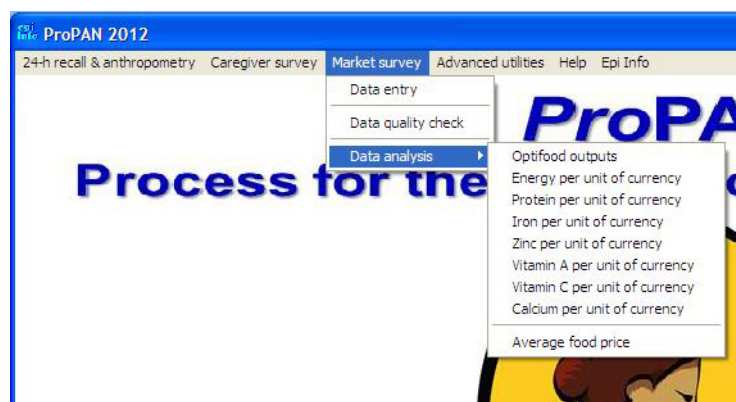 epi info ProPAN 2012
24-h recall & anthropometry Caregiver survey Market survey Advanced utilities Help Epi Info
Data entry
Data quality check
Data analysis
Optifood outputs
Energy per unit of currency
Protein per unit of currency
Iron per unit of currency
Zinc per unit of currency
Vitamin A per unit of currency
Vitamin C per unit of currency
Calcium per unit of currency
Average food price
ProPA
Process for the